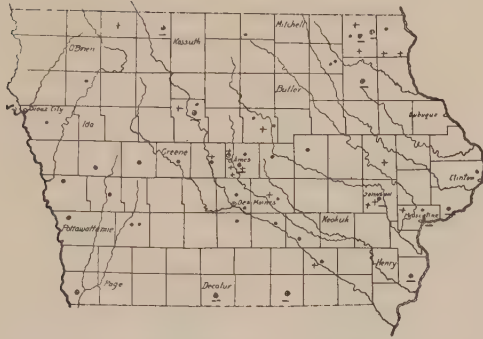 Mitchell
O'Brien
Kossuth
Butler
Sioux City
Dubuque
Ida
Greene
Ames
Clinton
Des Moines
Keokuk
Muscatine
Pottawattamie
Henry
Page
Decatur